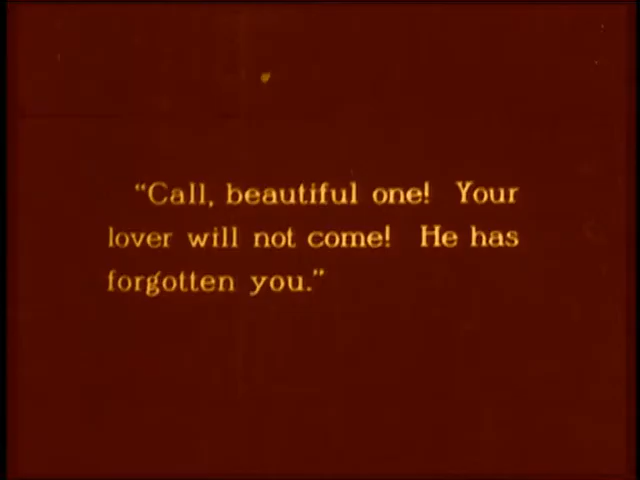 “Call, beautiful one! Your
lover will not come! He has
forgotten you.”